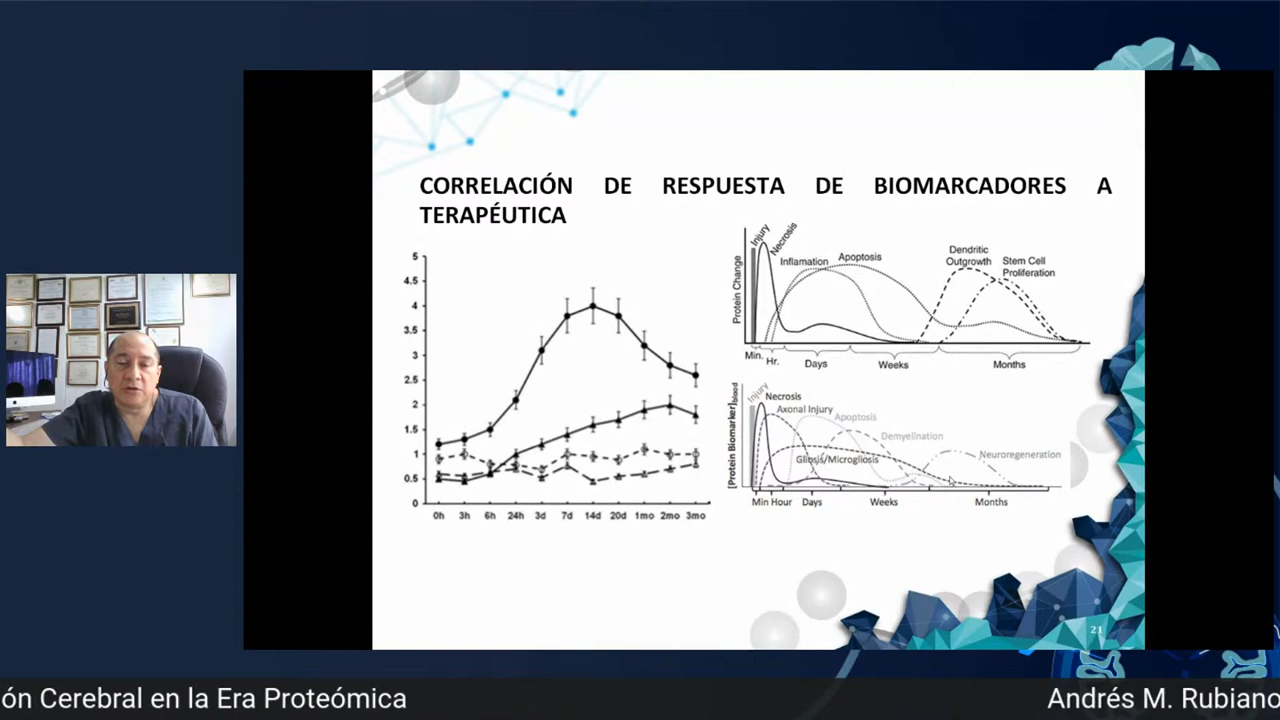 CORRELACIÓN DE RESPUESTA DE BIOMARCADORES A
TERAPÉUTICA
5
4.5
4
3.5
3
2.5
2
1.5
1
0.5
0
0h 3h 6h 24h 3d 7d 14d 20d 1mo 2mo 3mo
Protein Change
Injury
Necrosis
Inflamation
Apoptosis
Dendritic
Outgrowth
Stem Cell
Proliferation
Min. Hr. Days Weeks Months
[Protein Biomarker]blood
Injury
Necrosis
Axonal Injury
Apoptosis
Demyelination
Gliosis/Microgliosis
Neuroregeneration
Min Hour Days Weeks Months
21
ón Cerebral en la Era Proteómica
Andrés M. Rubiano